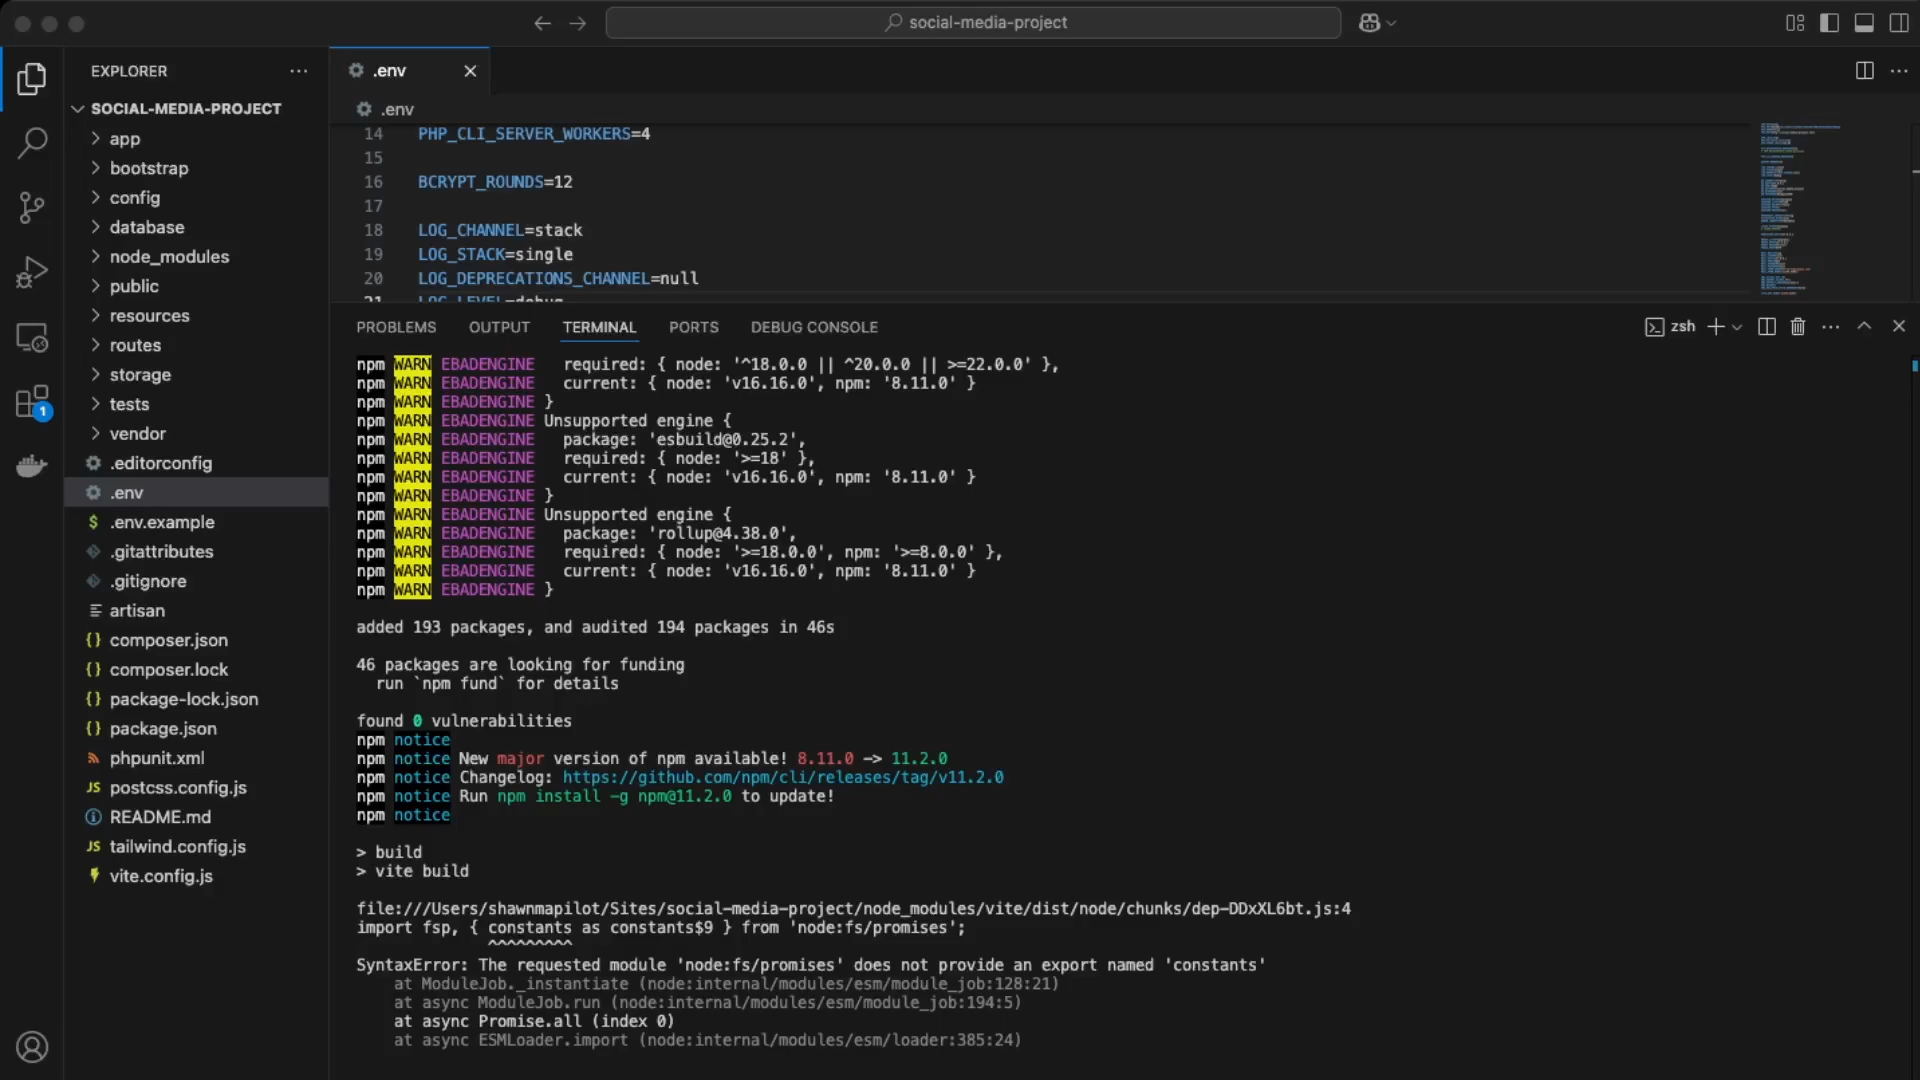 social-media-project
EXPLORER
SOCIAL-MEDIA-PROJECT
app
bootstrap
config
database
node_modules
public
resources
routes
storage
tests
vendor
.editorconfig
.env
.env.example
.gitattributes
.gitignore
artisan
composer.json
composer.lock
package-lock.json
package.json
phpunit.xml
postcss.config.js
README.md
tailwind.config.js
vite.config.js
1
.env
.env
14 PHP_CLI_SERVER_WORKERS=4
15
16 BCRYPT_ROUNDS=12
17
18 LOG_CHANNEL=stack
19 LOG_STACK=single
20 LOG_DEPRECATIONS_CHANNEL=null
21 LOG_LEVEL=debug
PROBLEMS OUTPUT TERMINAL PORTS DEBUG CONSOLE
zsh
npm WARN EBADENGINE   required: { node: '^18.0.0 || ^20.0.0 || >=22.0.0' },
npm WARN EBADENGINE   current: { node: 'v16.16.0', npm: '8.11.0' }
npm WARN EBADENGINE }
npm WARN EBADENGINE Unsupported engine {
npm WARN EBADENGINE   package: 'esbuild@0.25.2',
npm WARN EBADENGINE   required: { node: '>=18' },
npm WARN EBADENGINE   current: { node: 'v16.16.0', npm: '8.11.0' }
npm WARN EBADENGINE }
npm WARN EBADENGINE Unsupported engine {
npm WARN EBADENGINE   package: 'rollup@4.38.0',
npm WARN EBADENGINE   required: { node: '>=18.0.0', npm: '>=8.0.0' },
npm WARN EBADENGINE   current: { node: 'v16.16.0', npm: '8.11.0' }
npm WARN EBADENGINE }
added 193 packages, and audited 194 packages in 46s
46 packages are looking for funding
  run `npm fund` for details
found 0 vulnerabilities
npm notice
npm notice New major version of npm available! 8.11.0 -> 11.2.0
npm notice Changelog: https://github.com/npm/cli/releases/tag/v11.2.0
npm notice Run npm install -g npm@11.2.0 to update!
npm notice
> build
> vite build
file:///Users/shawnmapilot/Sites/social-media-project/node_modules/vite/dist/node/chunks/dep-DDxXL6bt.js:4
import fsp, { constants as constants$9 } from 'node:fs/promises';
              ^^^^^^^^^
SyntaxError: The requested module 'node:fs/promises' does not provide an export named 'constants'
    at ModuleJob._instantiate (node:internal/modules/esm/module_job:128:21)
    at async ModuleJob.run (node:internal/modules/esm/module_job:194:5)
    at async Promise.all (index 0)
    at async ESMLoader.import (node:internal/modules/esm/loader:385:24)